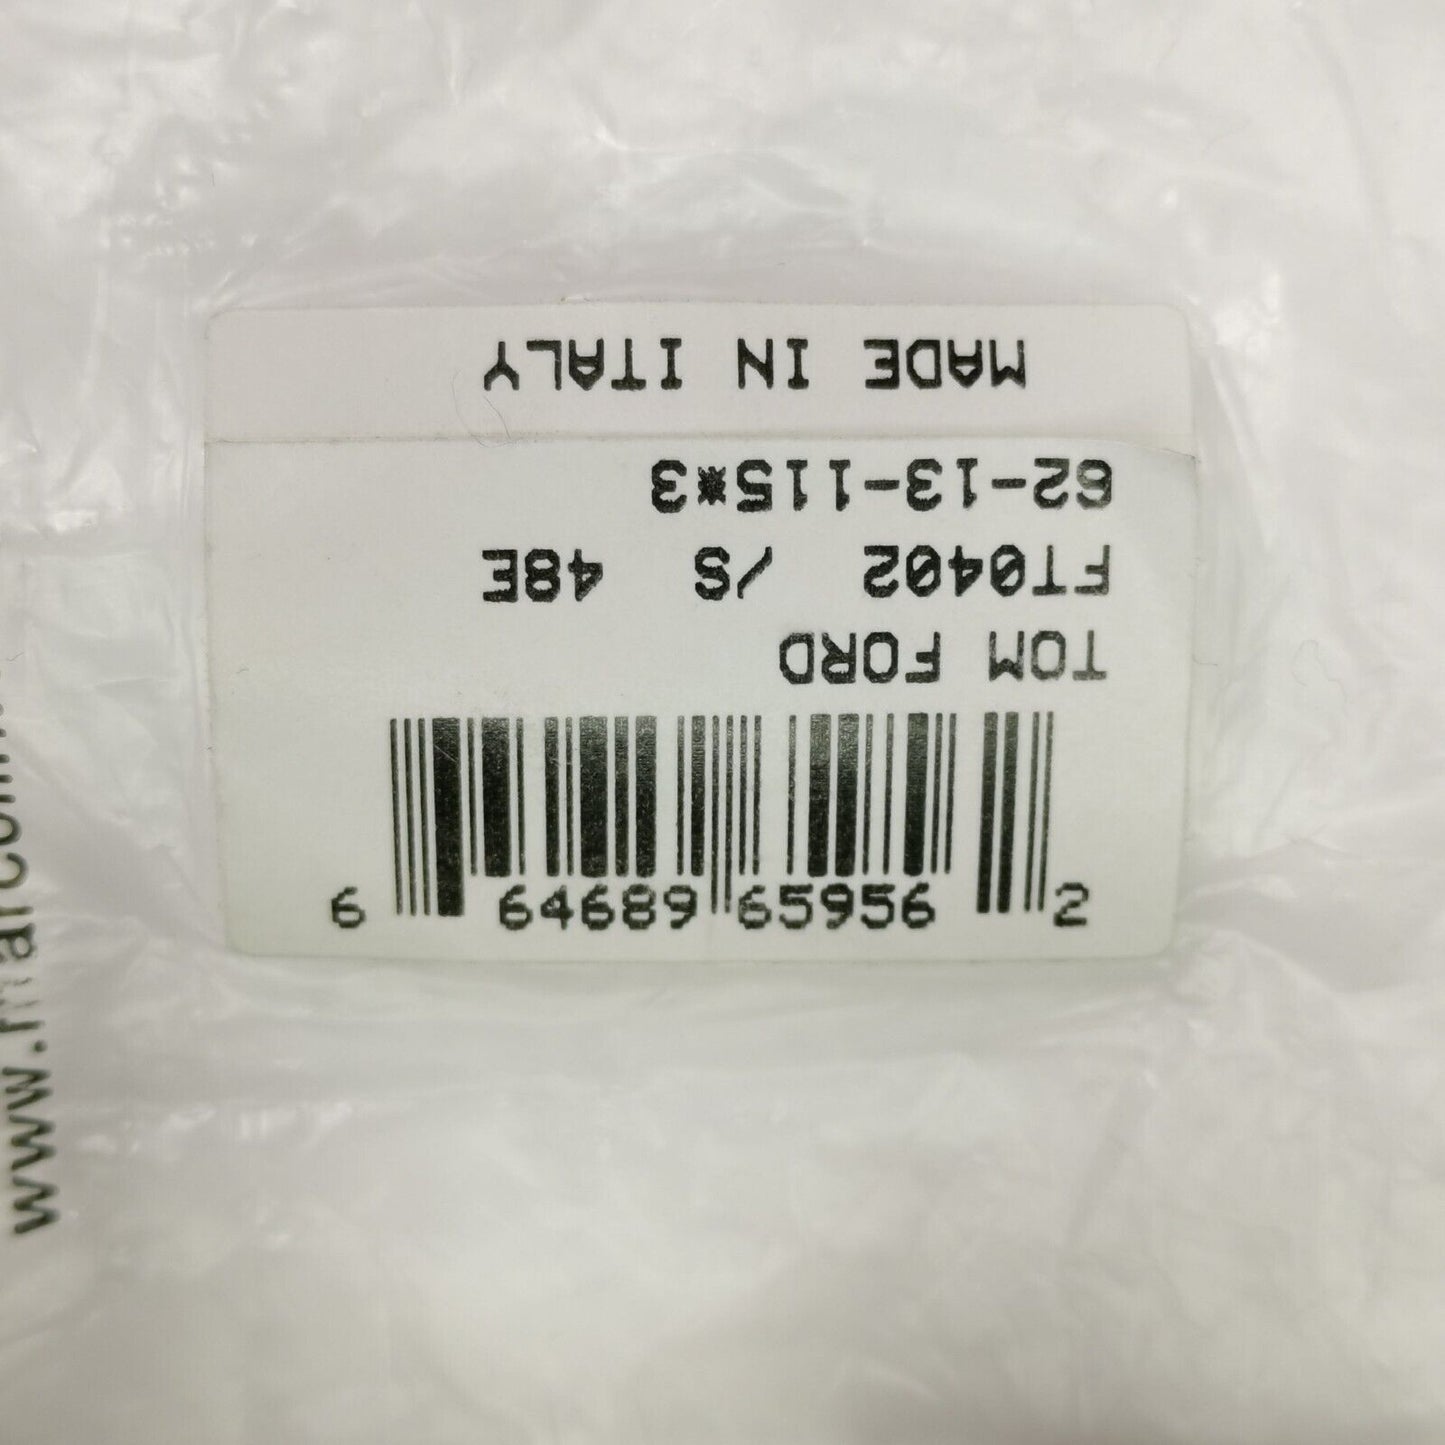 TOM FORD
FT0402 /S 48E
62-13-115*3
MADE IN ITALY
6 64689 65956 2